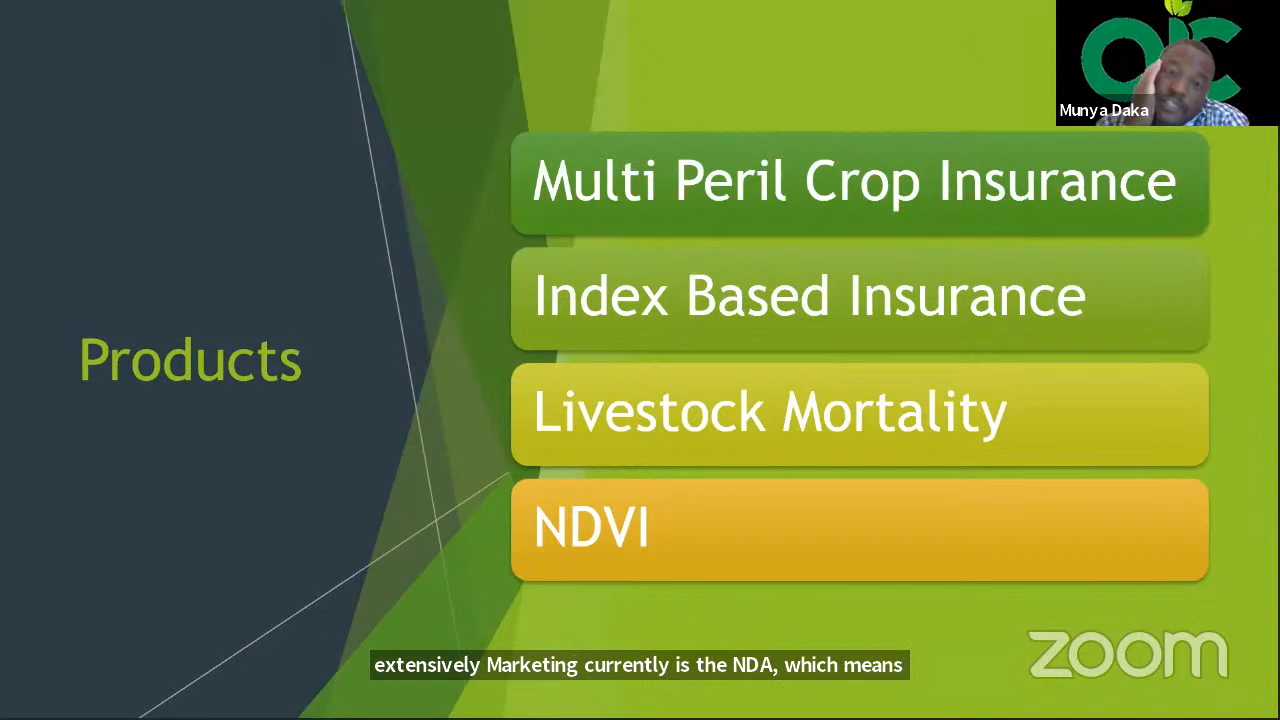 OIC
Munya Daka
Multi Peril Crop Insurance
Index Based Insurance
Products
Livestock Mortality
NDVI
extensively Marketing currently is the NDA, which means
zoom